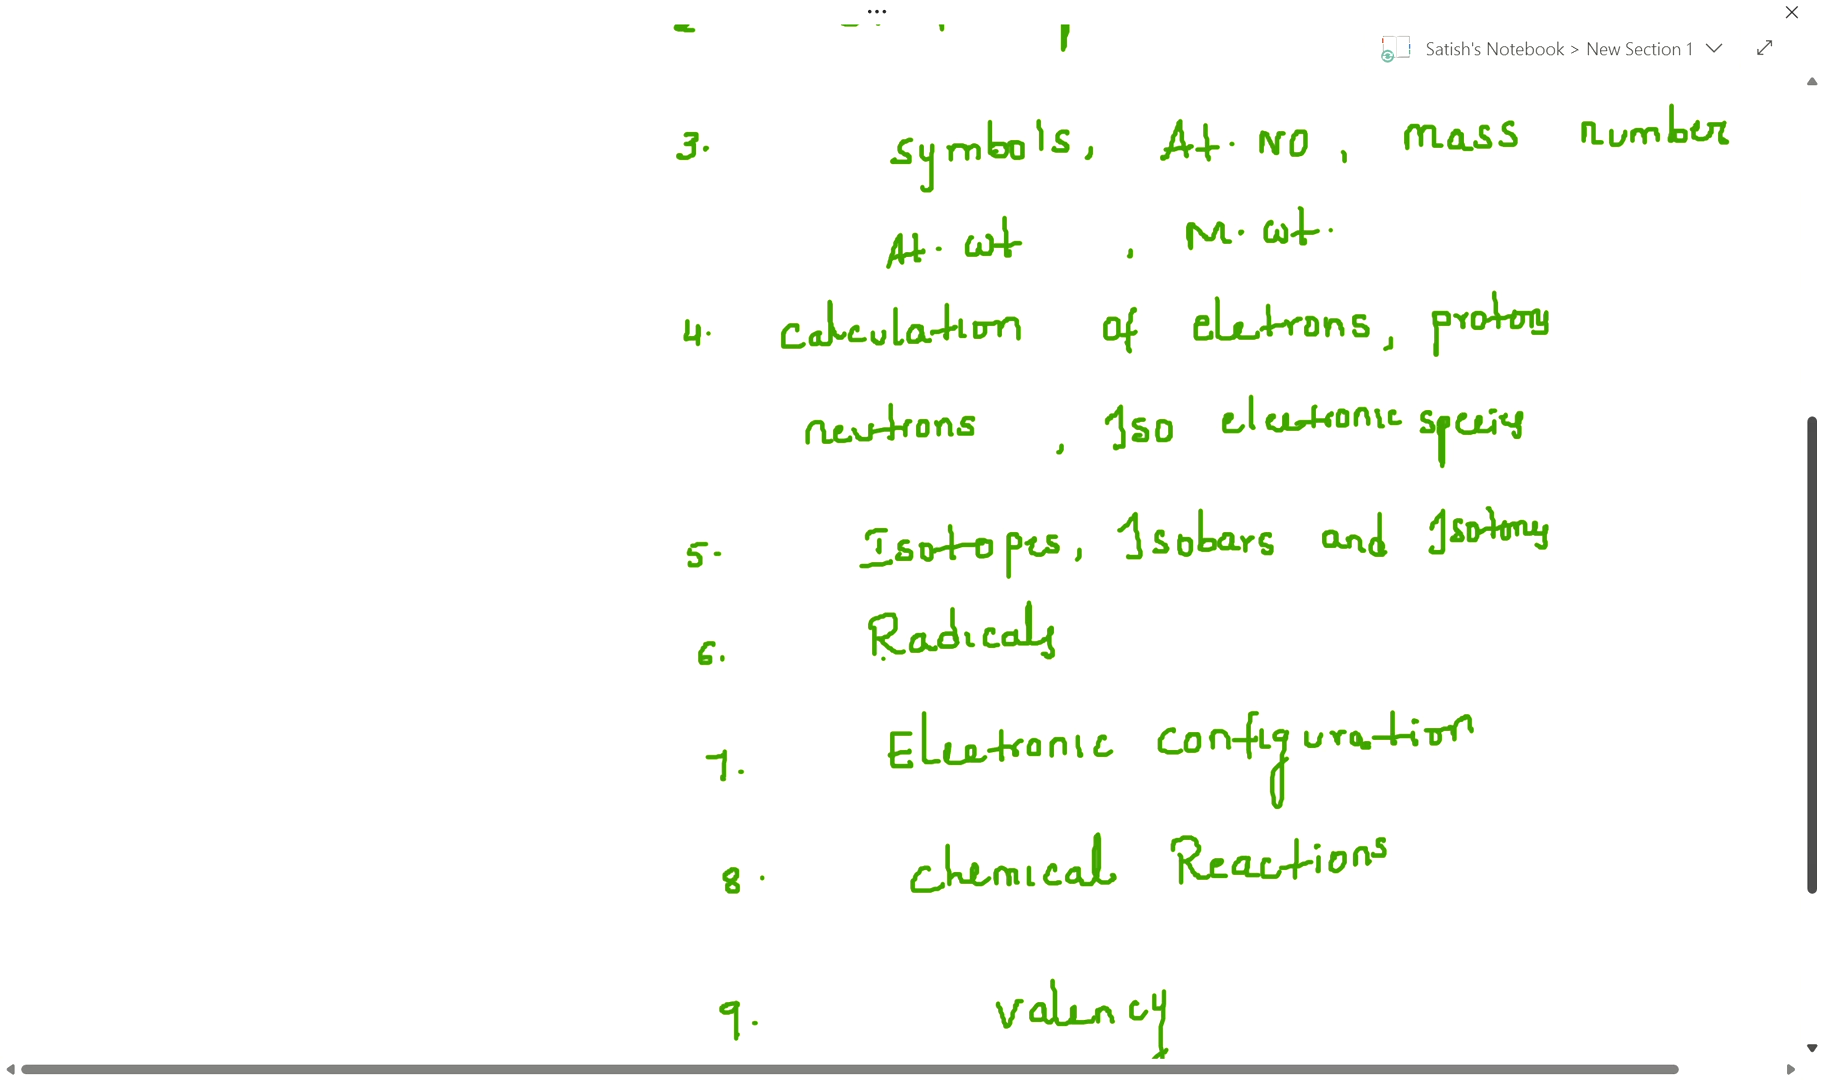 Satish's Notebook > New Section 1
3. symbols, At. NO, mass number
At. wt , M. wt.
4. calculation of eletrons, protons
neutrons , Iso electronic species
5. Isotopes, Isobars and Isotones
6. Radicals
7. Electronic configuration
8. chemical Reactions
9. valency